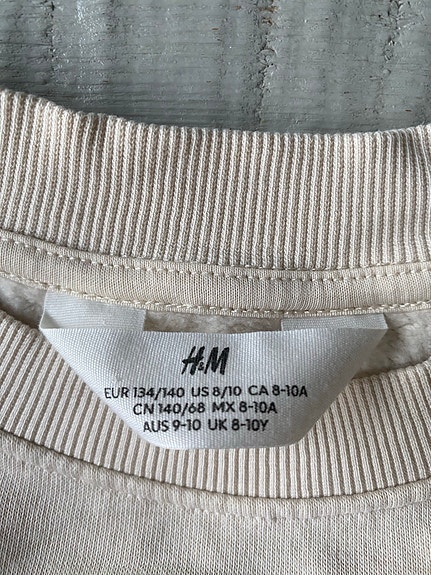 H&M
EUR 134/140 US 8/10 CA 8-10A
CN 140/68 MX 8-10A
AUS 9-10 UK 8-10Y